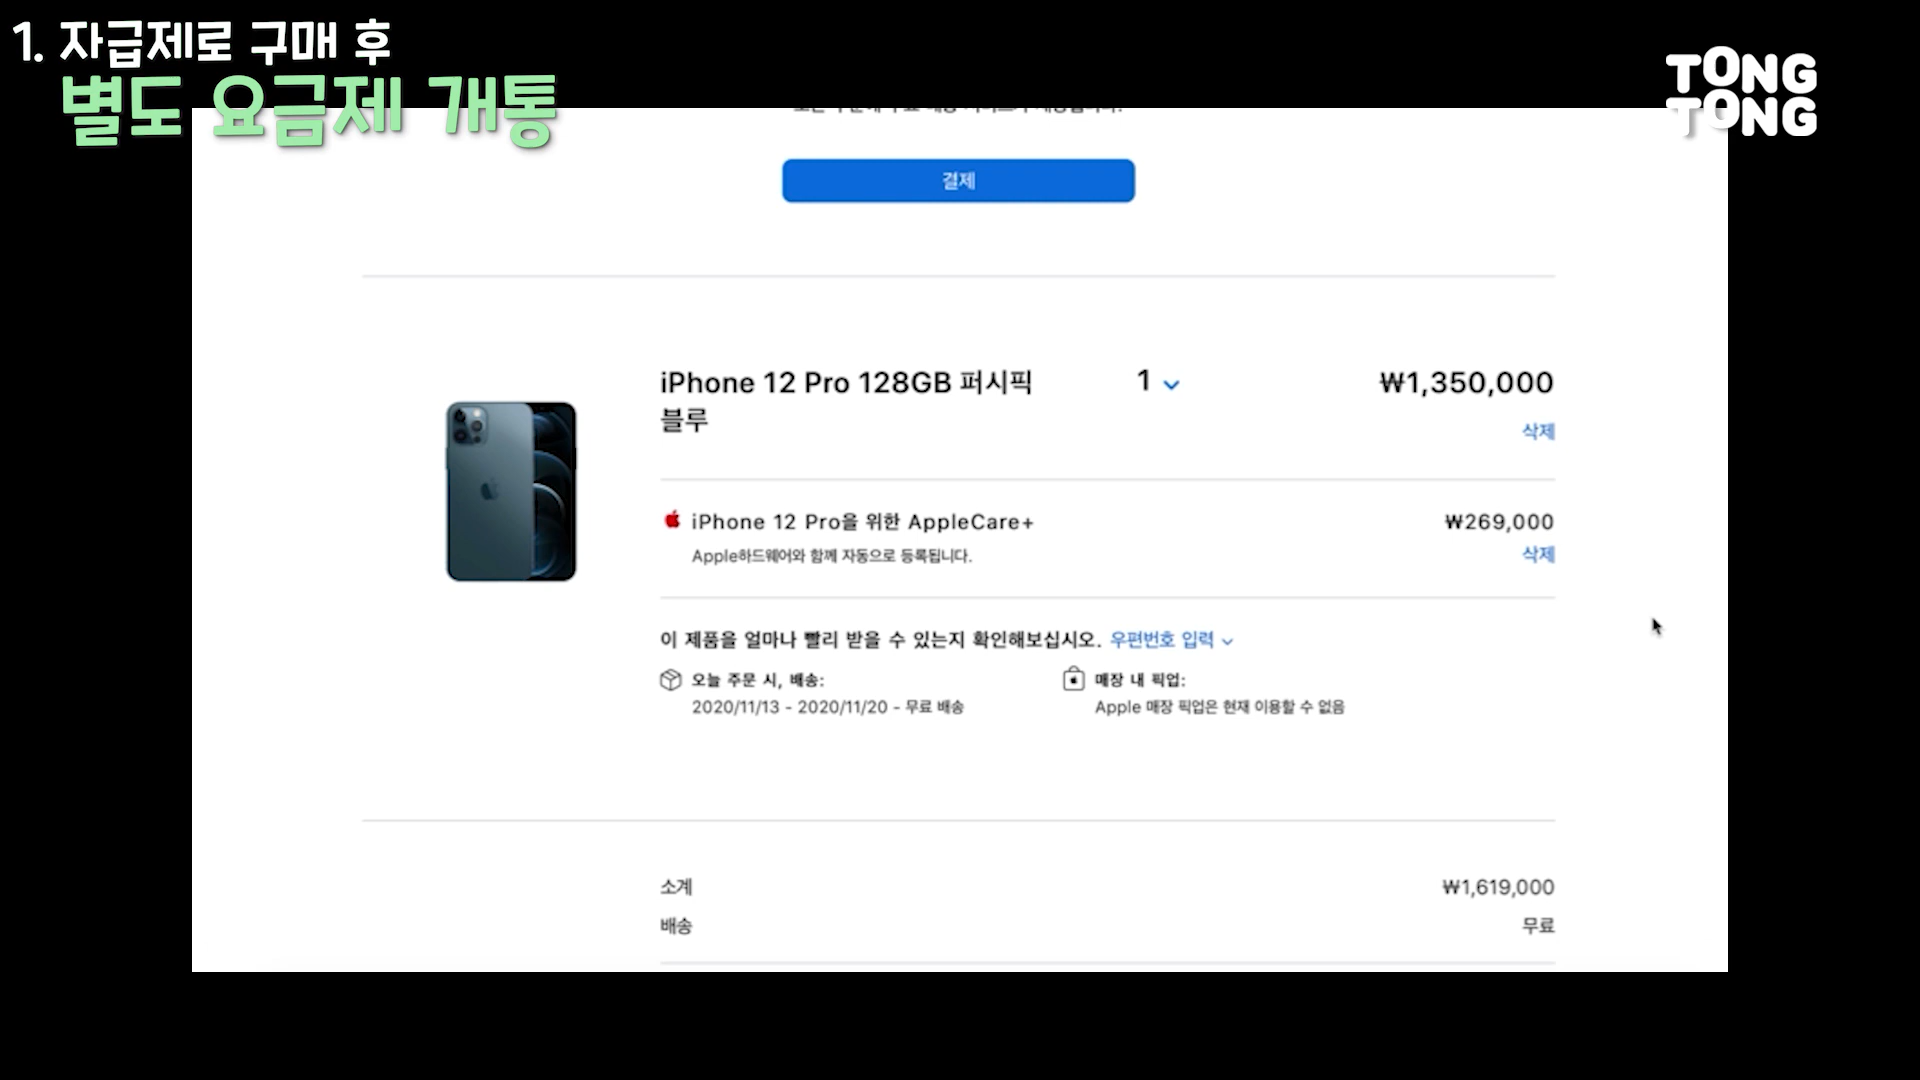 1. 자급제로 구매 후
별도 요금제 개통
TONG
TONG
결제
iPhone 12 Pro 128GB 퍼시픽
블루
1
₩1,350,000
삭제
iPhone 12 Pro을 위한 AppleCare+
₩269,000
Apple하드웨어와 함께 자동으로 등록됩니다.
삭제
이 제품을 얼마나 빨리 받을 수 있는지 확인해보십시오. 우편번호 입력
오늘 주문 시, 배송:
2020/11/13 - 2020/11/20 - 무료 배송
매장 내 픽업:
Apple 매장 픽업은 현재 이용할 수 없음
소계
₩1,619,000
배송
무료